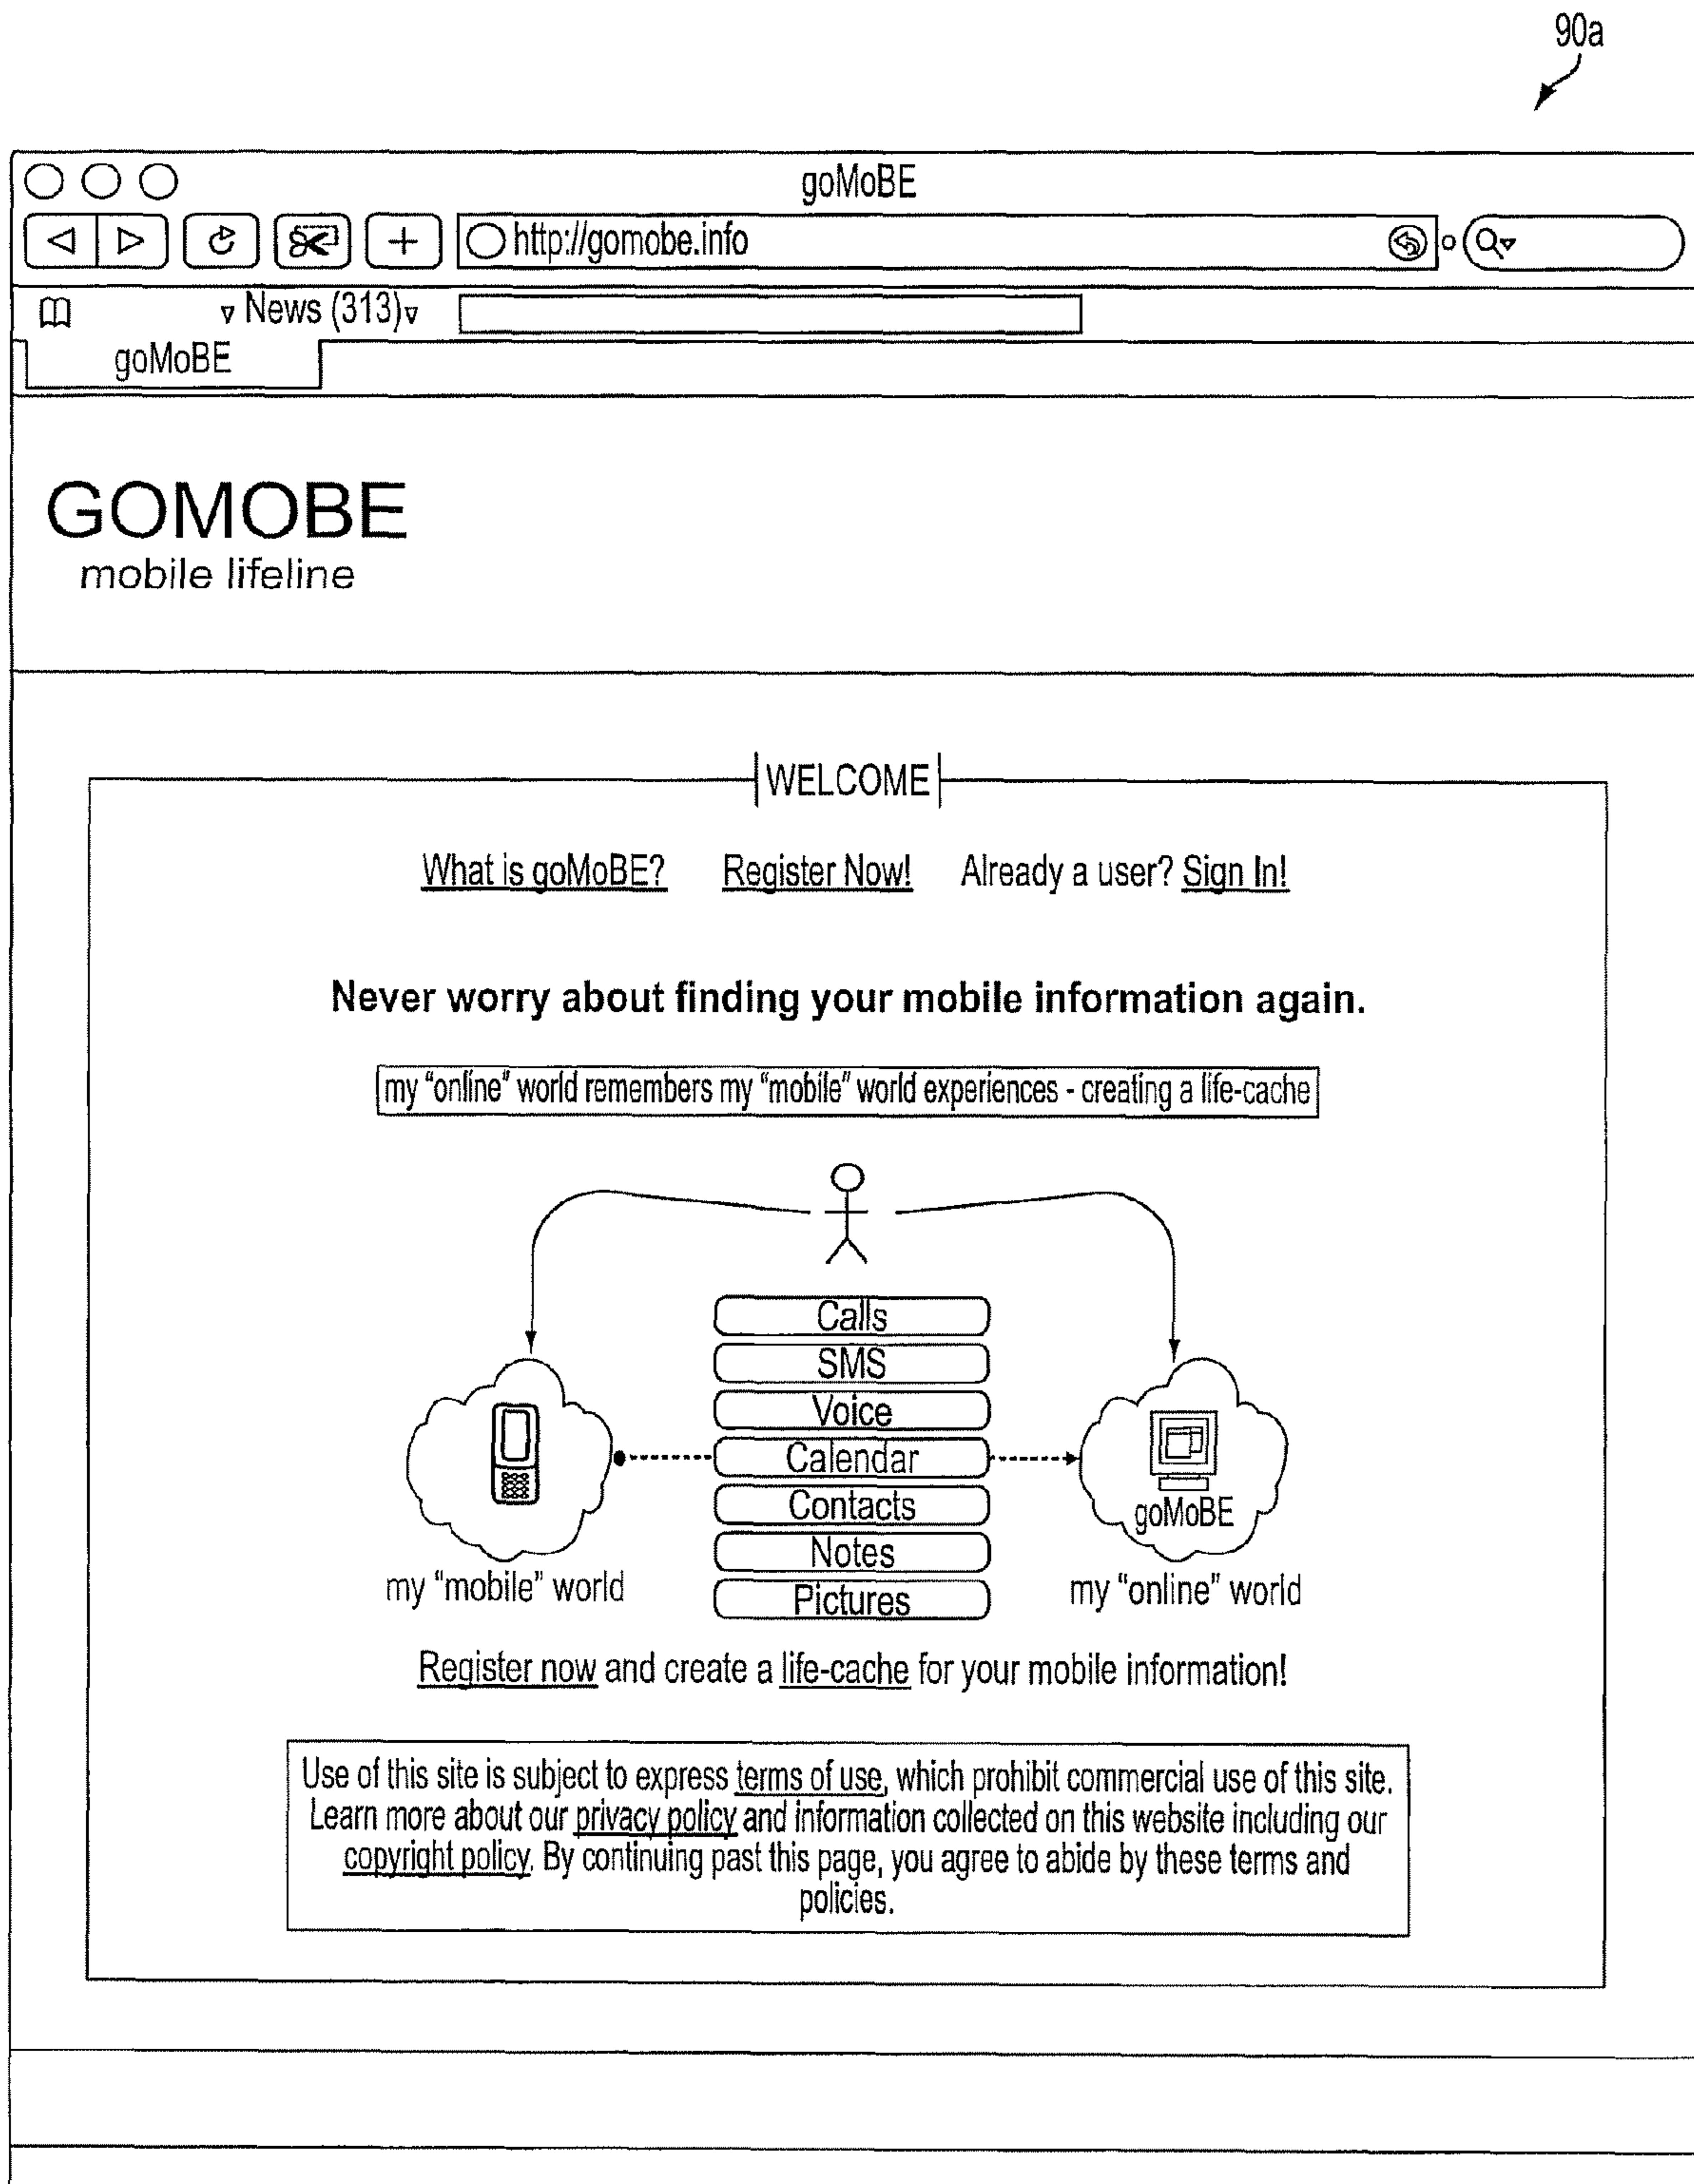 90a
goMoBE
http://gomobe.info
News (313)
goMoBE
GOMOBE
mobile lifeline
WELCOME
What is goMoBE? Register Now! Already a user? Sign In!
Never worry about finding your mobile information again.
my “online” world remembers my “mobile” world experiences - creating a life-cache
Calls
SMS
Voice
Calendar
Contacts
Notes
Pictures
goMoBE
my “mobile” world
my “online” world
Register now and create a life-cache for your mobile information!
Use of this site is subject to express terms of use, which prohibit commercial use of this site.
Learn more about our privacy policy and information collected on this website including our
copyright policy. By continuing past this page, you agree to abide by these terms and
policies.